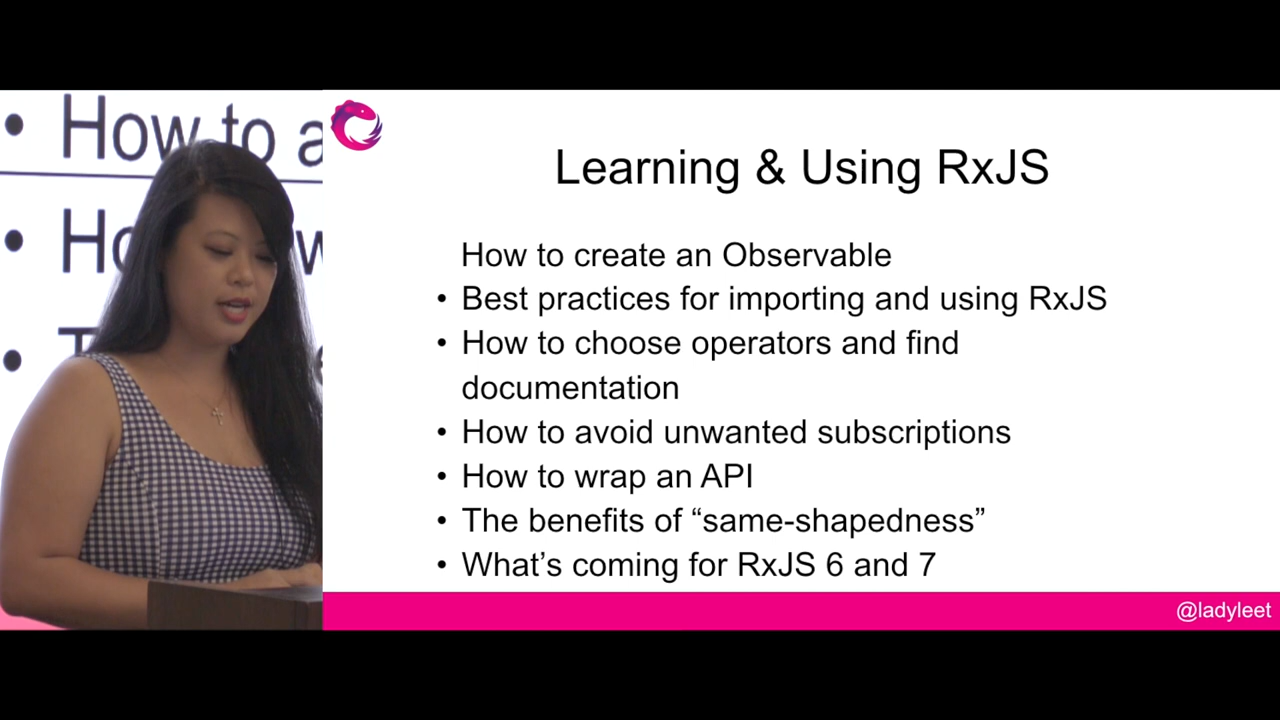 • How to a
• Ho w
• T e
Learning & Using RxJS
How to create an Observable
• Best practices for importing and using RxJS
• How to choose operators and find
documentation
• How to avoid unwanted subscriptions
• How to wrap an API
• The benefits of “same-shapedness”
• What’s coming for RxJS 6 and 7
@ladyleet